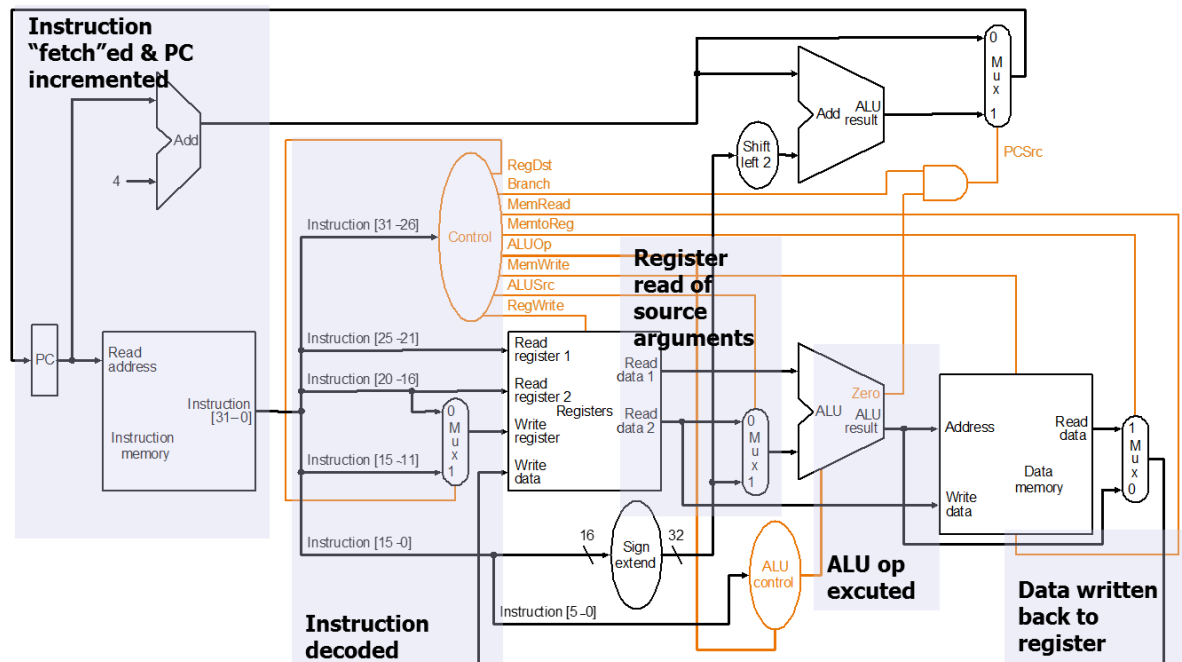 Instruction
“fetch”ed & PC
incremented
Add
4
PC
Read
address
Instruction
[31–0]
Instruction
memory
Instruction [31–26]
Instruction [25-21]
Instruction [20-16]
Instruction [15-11]
Instruction [15-0]
Instruction [5-0]
Instruction
decoded
0
M
u
x
1
Control
RegDst
Branch
MemRead
MemtoReg
ALUOp
MemWrite
ALUSrc
RegWrite
Read
register 1
Read
register 2
Registers
Write
register
Write
data
Read
data 1
Read
data 2
16
Sign
extend
32
Register
read of
source
arguments
0
M
u
x
1
Shift
left 2
Add
ALU
result
0
M
u
x
1
PCSrc
Zero
ALU
ALU
result
ALU
control
ALU op
excuted
Address
Read
data
Data
memory
Write
data
1
M
u
x
0
Data written
back to
register